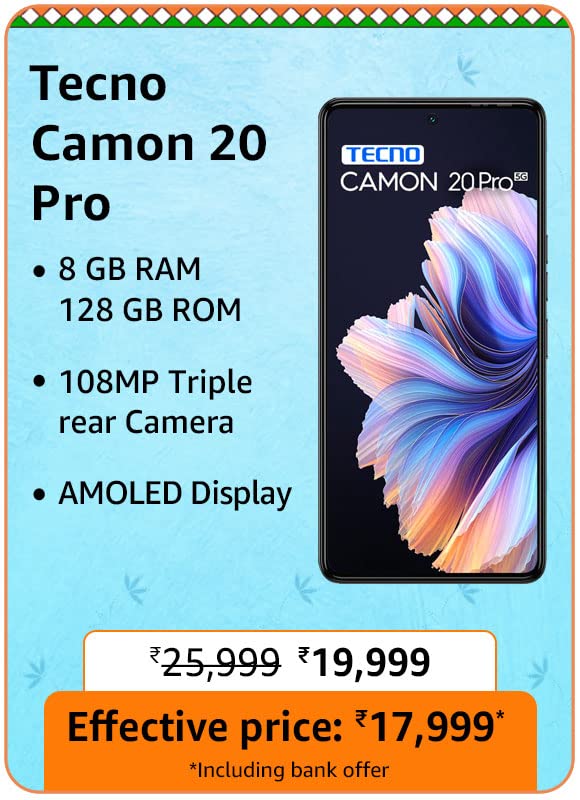 Tecno
Camon 20
Pro
• 8 GB RAM
128 GB ROM
• 108MP Triple
rear Camera
• AMOLED Display
TECNO
CAMON 20 Pro 5G
₹25,999 ₹19,999
Effective price: ₹17,999*
*Including bank offer